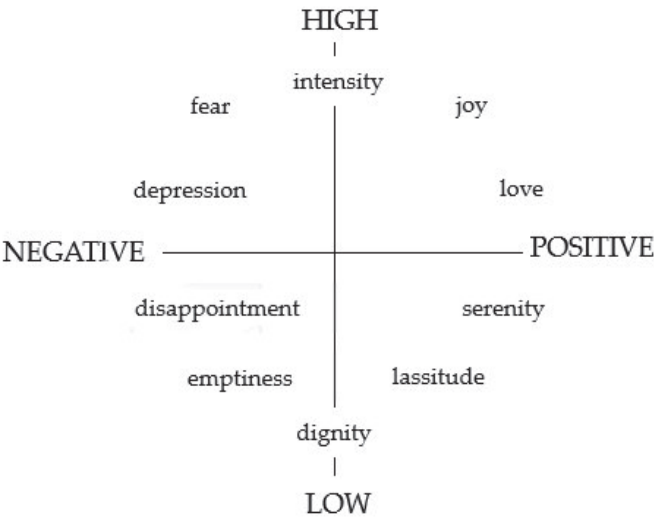 HIGH
intensity
fear
joy
depression
love
NEGATIVE
POSITIVE
disappointment
serenity
emptiness
lassitude
dignity
LOW